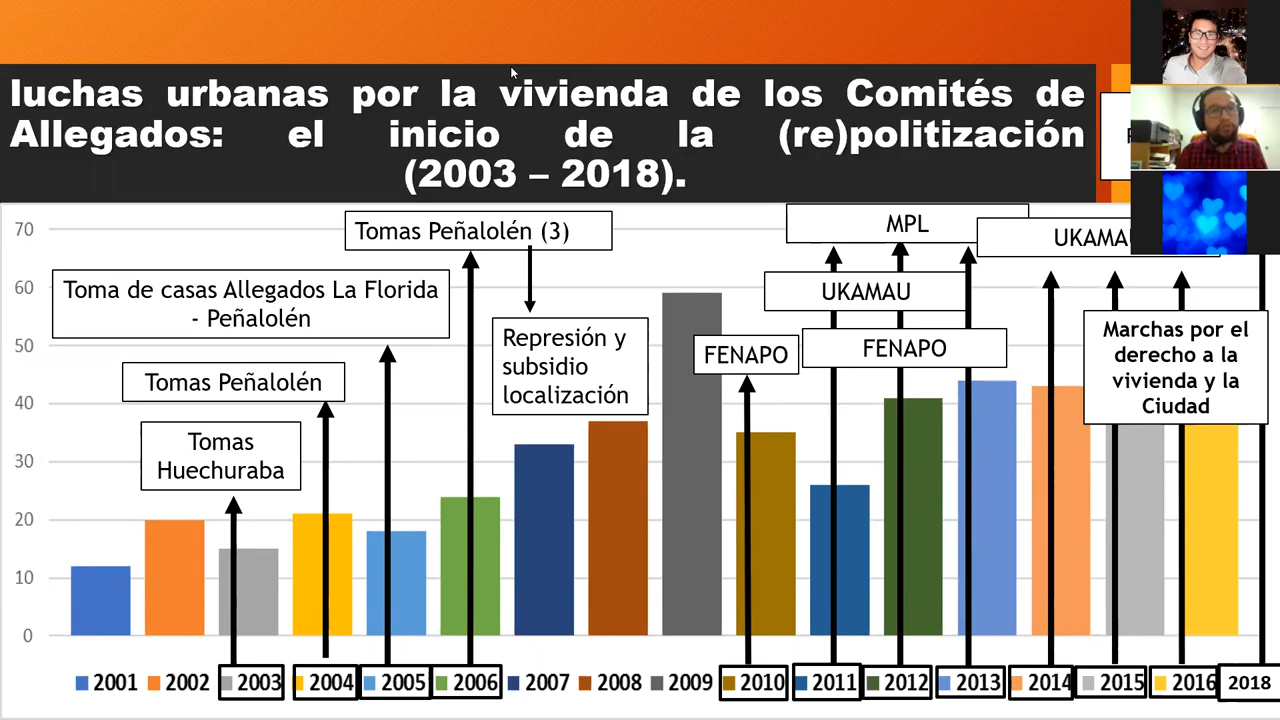 luchas urbanas por la vivienda de los Comités de
Allegados: el inicio de la (re)politización
(2003 – 2018).
70
60
50
40
30
20
10
0
Tomas Peñalolén (3)
Toma de casas Allegados La Florida
- Peñalolén
Tomas Peñalolén
Tomas
Huechuraba
Represión y
subsidio
localización
FENAPO
MPL
UKAMAU
FENAPO
Marchas por el
derecho a la
vivienda y la
Ciudad
2001
2002
2003
2004
2005
2006
2007
2008
2009
2010
2011
2012
2013
2014
2015
2016
2018